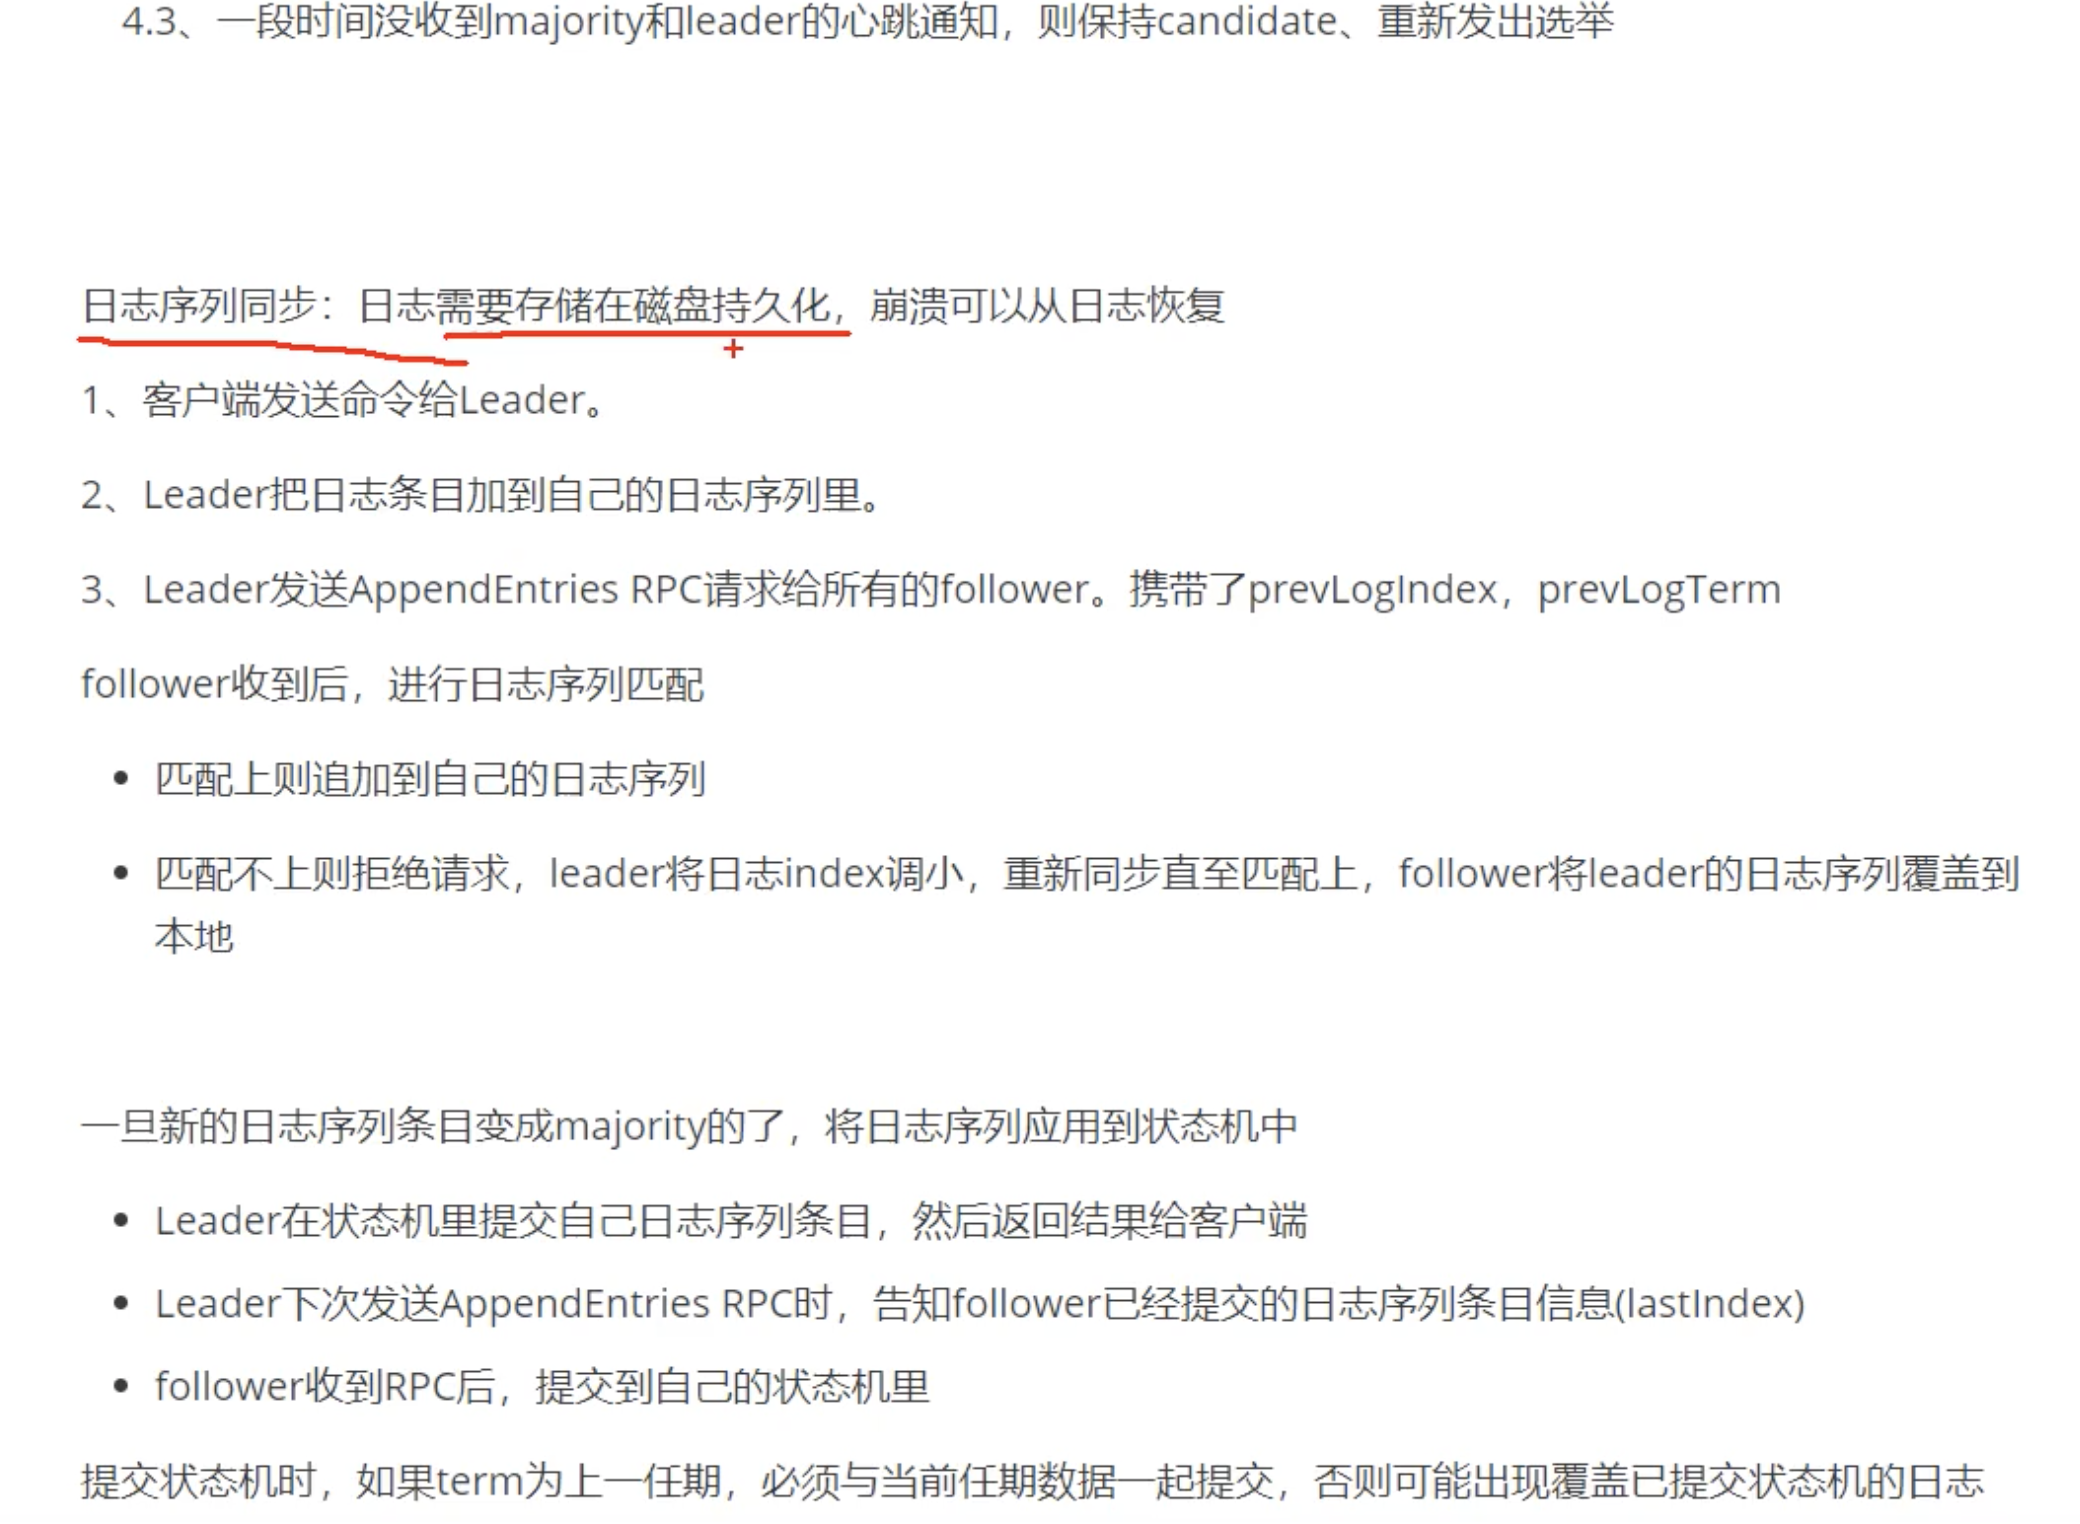 4.3、一段时间没收到majority和leader的心跳通知，则保持candidate、重新发出选举
日志序列同步：日志需要存储在磁盘持久化，崩溃可以从日志恢复
1、客户端发送命令给Leader。
2、Leader把日志条目加到自己的日志序列里。
3、Leader发送AppendEntries RPC请求给所有的follower。携带了prevLogIndex，prevLogTerm
follower收到后，进行日志序列匹配
• 匹配上则追加到自己的日志序列
• 匹配不上则拒绝请求，leader将日志index调小，重新同步直至匹配上，follower将leader的日志序列覆盖到
本地
一旦新的日志序列条目变成majority的了，将日志序列应用到状态机中
• Leader在状态机里提交自己日志序列条目，然后返回结果给客户端
• Leader下次发送AppendEntries RPC时，告知follower已经提交的日志序列条目信息(lastIndex)
• follower收到RPC后，提交到自己的状态机里
提交状态机时，如果term为上一任期，必须与当前任期数据一起提交，否则可能出现覆盖已提交状态机的日志